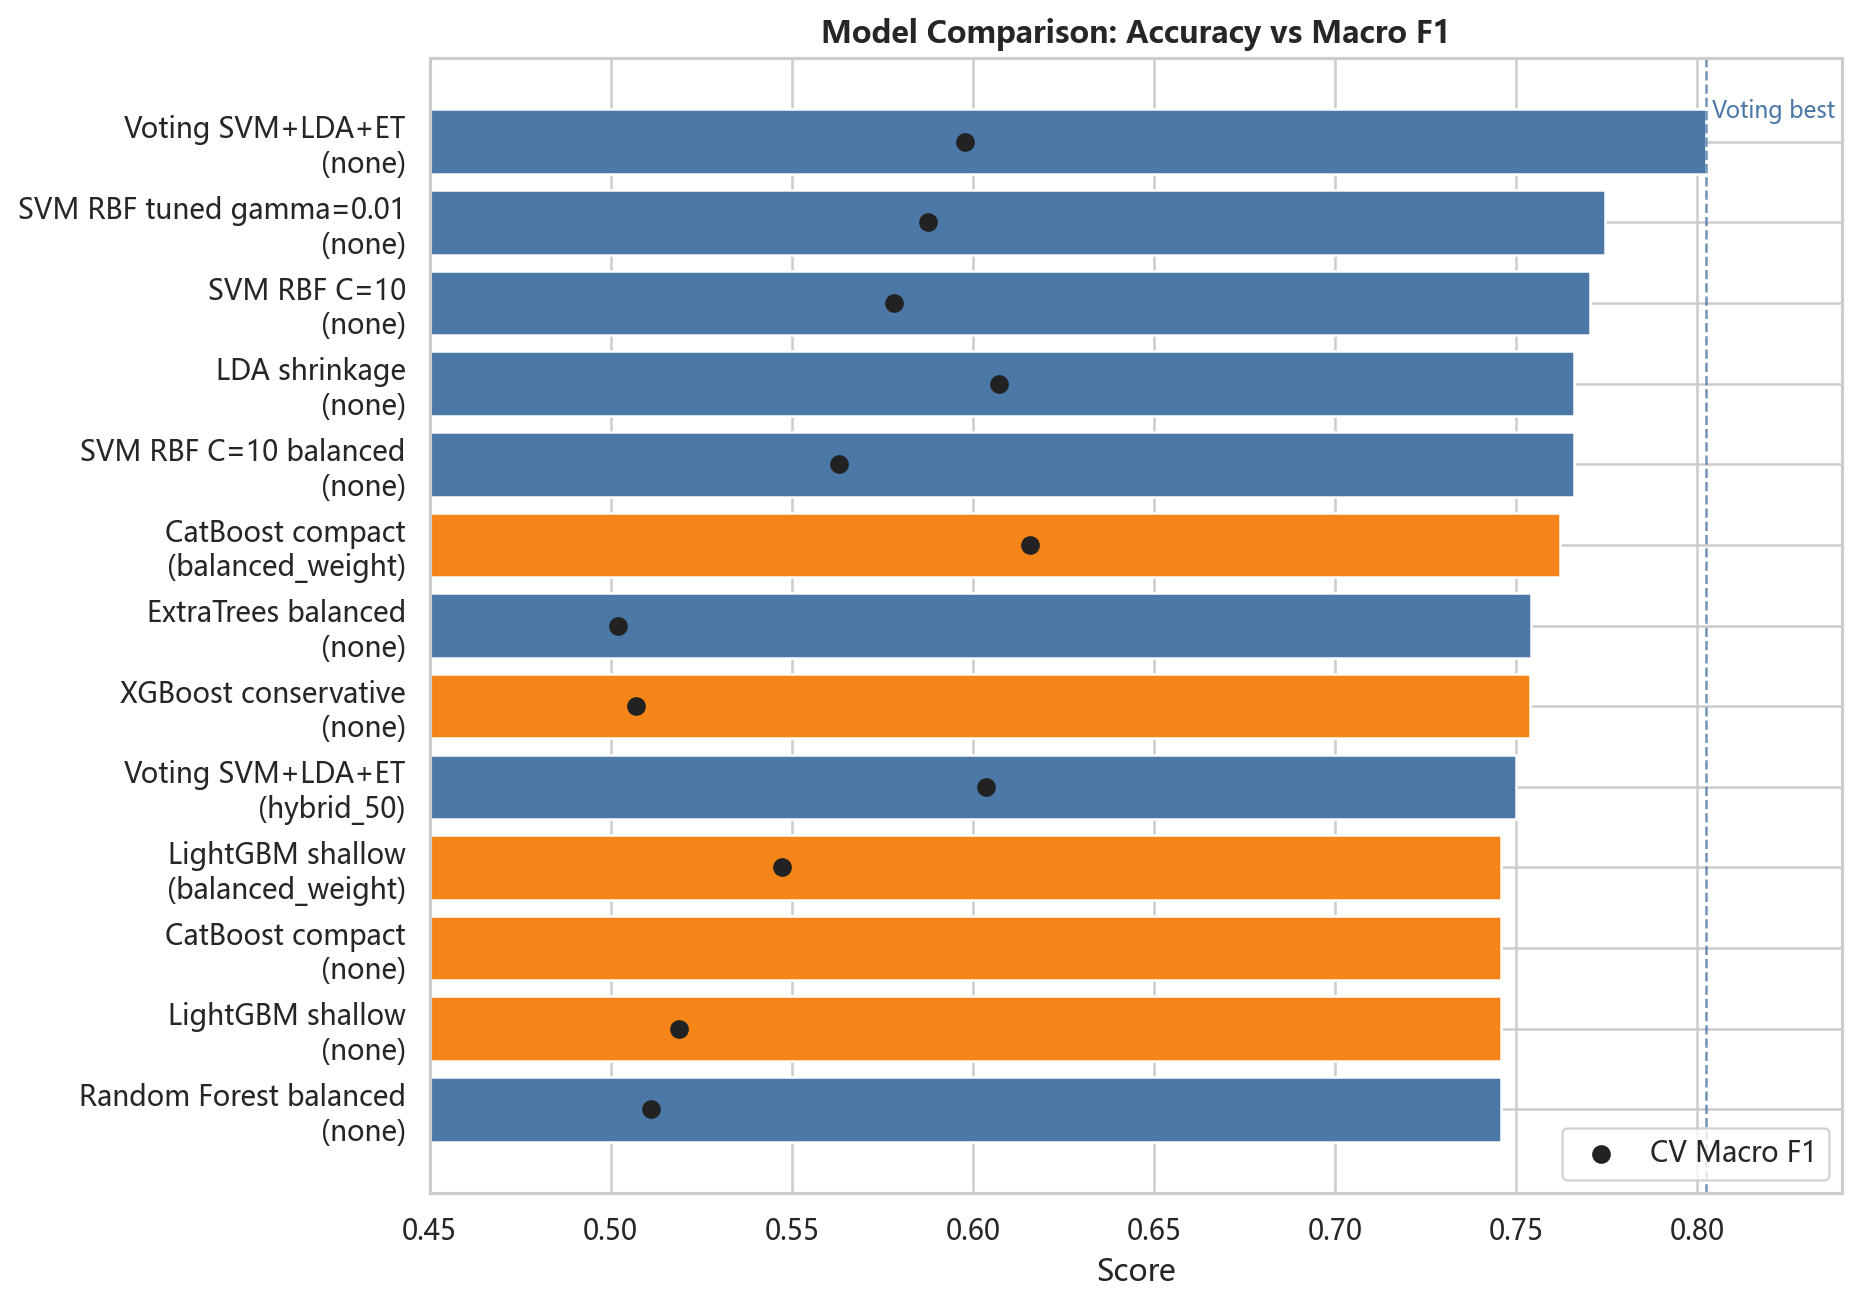 Model Comparison: Accuracy vs Macro F1
Voting best
Voting SVM+LDA+ET
(none)
SVM RBF tuned gamma=0.01
(none)
SVM RBF C=10
(none)
LDA shrinkage
(none)
SVM RBF C=10 balanced
(none)
CatBoost compact
(balanced_weight)
ExtraTrees balanced
(none)
XGBoost conservative
(none)
Voting SVM+LDA+ET
(hybrid_50)
LightGBM shallow
(balanced_weight)
CatBoost compact
(none)
LightGBM shallow
(none)
Random Forest balanced
(none)
CV Macro F1
0.45 0.50 0.55 0.60 0.65 0.70 0.75 0.80
Score